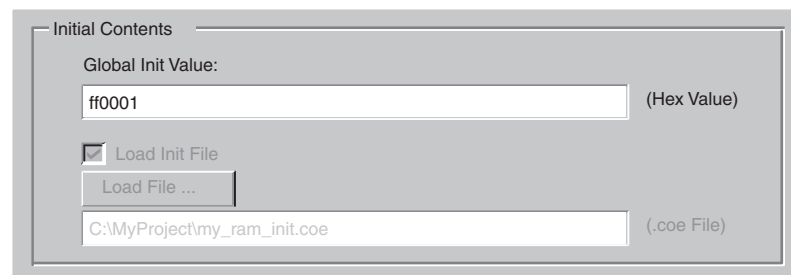 Initial Contents
Global Init Value:
ff0001 (Hex Value)
Load Init File
Load File ...
C:\MyProject\my_ram_init.coe (.coe File)